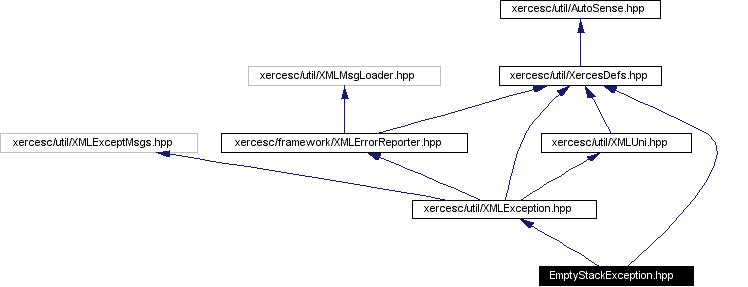 xercesc/util/AutoSense.hpp
xercesc/util/XMLMsgLoader.hpp
xercesc/util/XercesDefs.hpp
xercesc/util/XMLExceptMsgs.hpp
xercesc/framework/XMLErrorReporter.hpp
xercesc/util/XMLUni.hpp
xercesc/util/XMLException.hpp
EmptyStackException.hpp